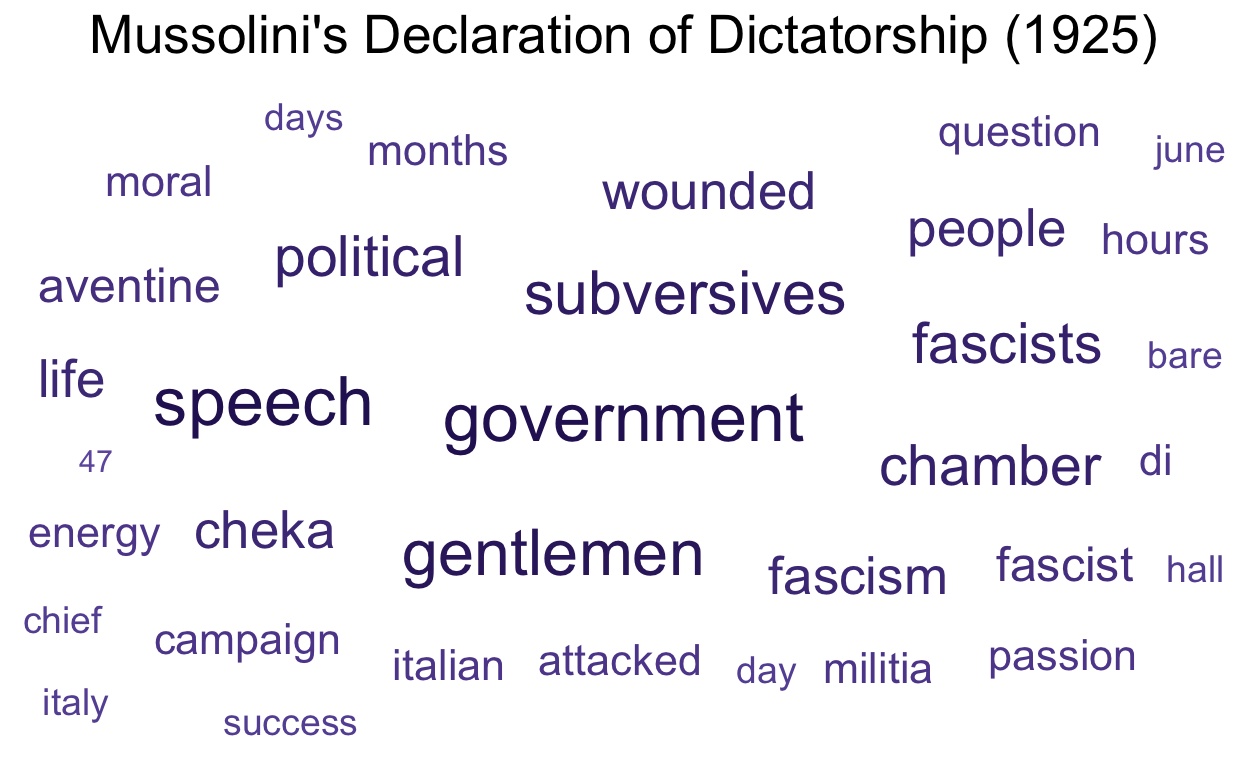 Mussolini's Declaration of Dictatorship (1925)
days
question
months
june
moral
wounded
people
hours
political
aventine
subversives
fascists
bare
life
speech
government
47
chamber
di
energy
cheka
gentlemen
fascism
fascist
hall
chief
campaign
italian
attacked
day
militia
passion
italy
success